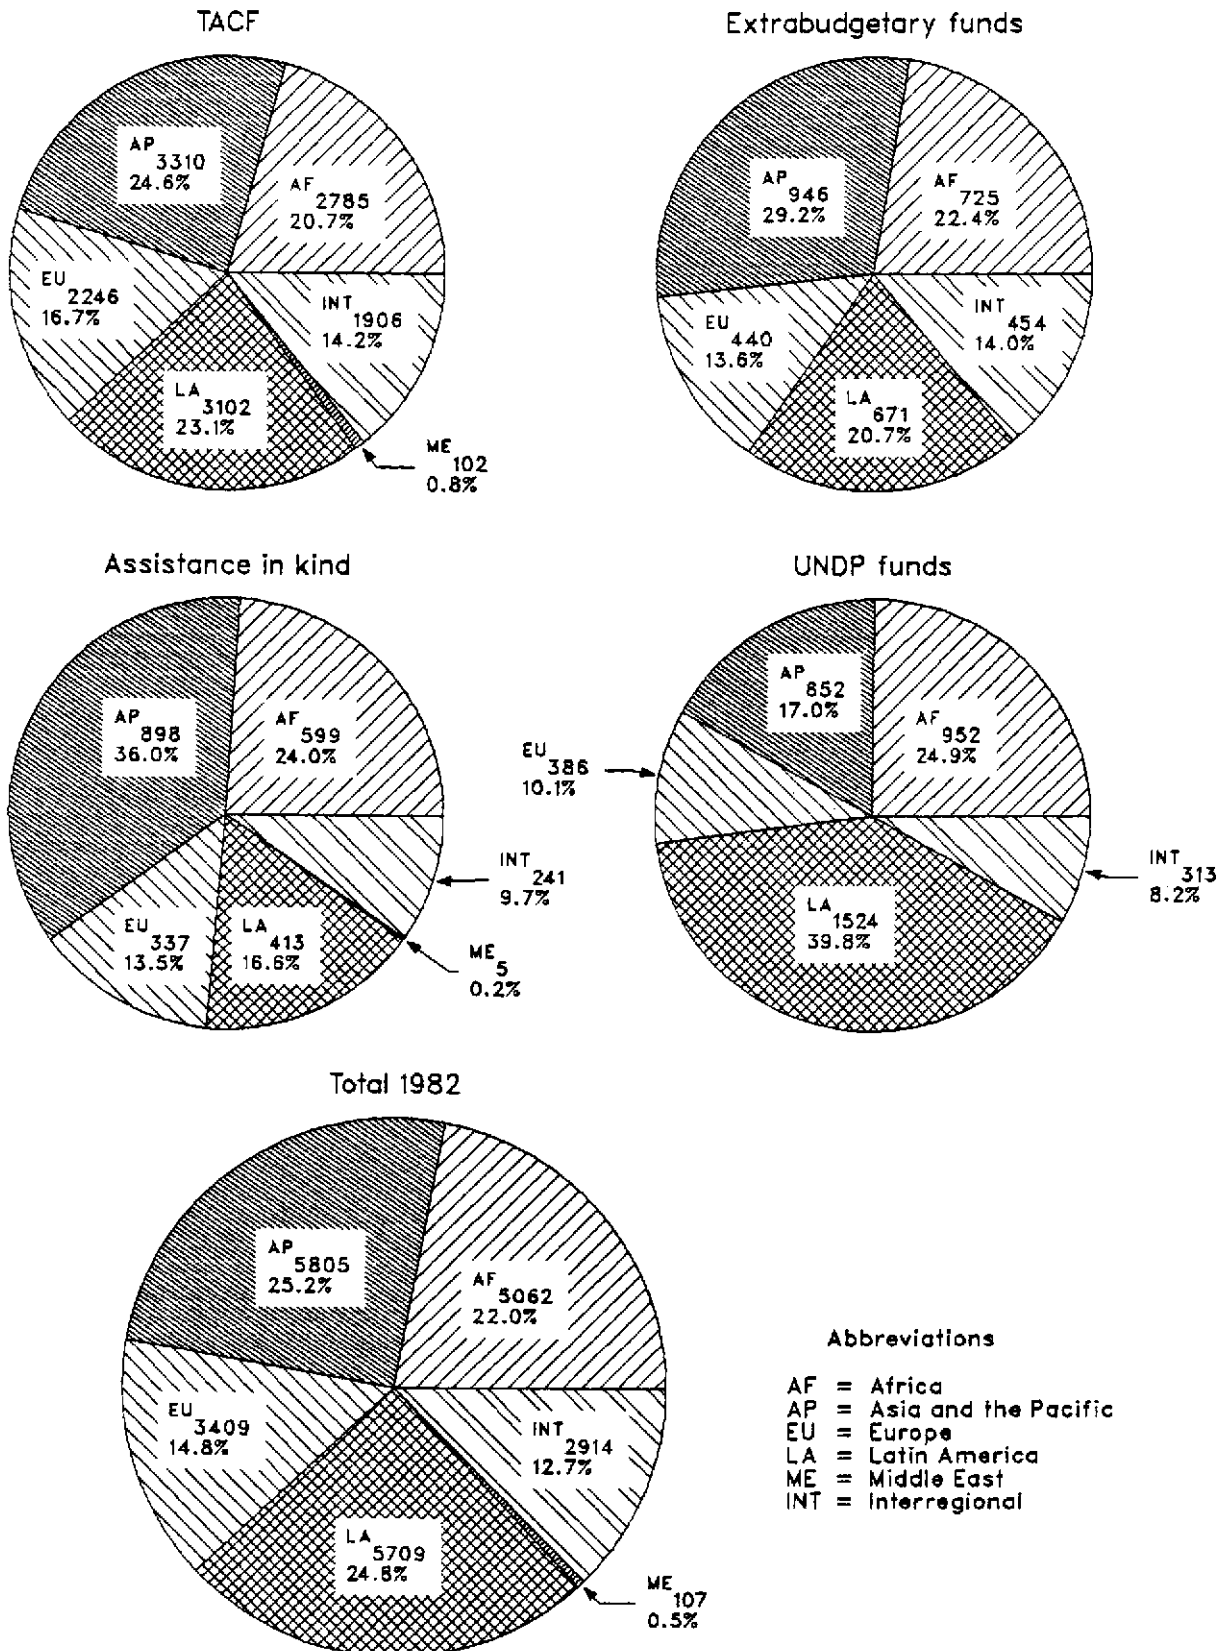 TACF
AP 3310
24.6%
AF 2785
20.7%
EU 2246
16.7%
INT 1906
14.2%
LA 3102
23.1%
ME 102
0.8%
Extrabudgetary funds
AP 946
29.2%
AF 725
22.4%
EU 440
13.6%
INT 454
14.0%
LA 671
20.7%
Assistance in kind
AP 898
36.0%
AF 599
24.0%
INT 241
9.7%
EU 337
13.5%
LA 413
16.6%
ME 5
0.2%
UNDP funds
AP 852
17.0%
AF 952
24.9%
EU 386
10.1%
INT 313
8.2%
LA 1524
39.8%
Total 1982
AP 5805
25.2%
AF 5062
22.0%
EU 3409
14.8%
INT 2914
12.7%
LA 5709
24.8%
ME 107
0.5%
Abbreviations
AF = Africa
AP = Asia and the Pacific
EU = Europe
LA = Latin America
ME = Middle East
INT = Interregional